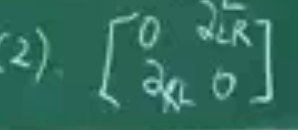 (2). [0 ∂LR
∂RL 0]